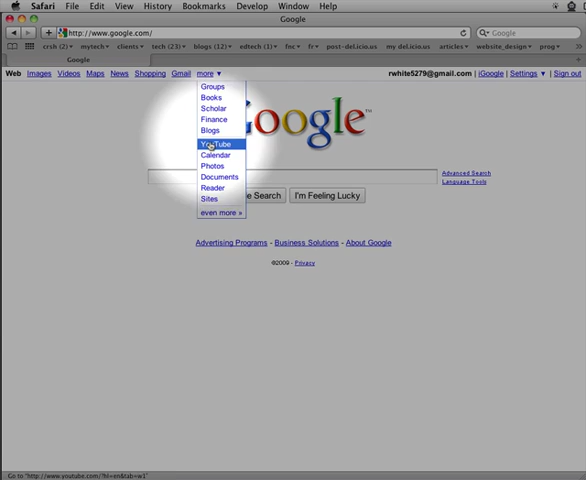 Safari File Edit View History Bookmarks Develop Window Help
Google
http://www.google.com/ Google
crsh (2) mytech clients tech (23) blogs (12) edtech (1) fnc fr post-del.icio.us my del.icio.us articles website_design prog
Google
Web Images Videos Maps News Shopping Gmail more rwhite5279@gmail.com | iGoogle | Settings | Sign out
Groups
Books
Scholar
Finance
Blogs
YouTube
Calendar
Photos
Documents
Reader
Sites
even more »
Google™
Advanced Search
Language Tools
e Search I'm Feeling Lucky
Advertising Programs - Business Solutions - About Google
©2009 - Privacy
Go to "http://www.youtube.com/?hl=en&tab=w1"